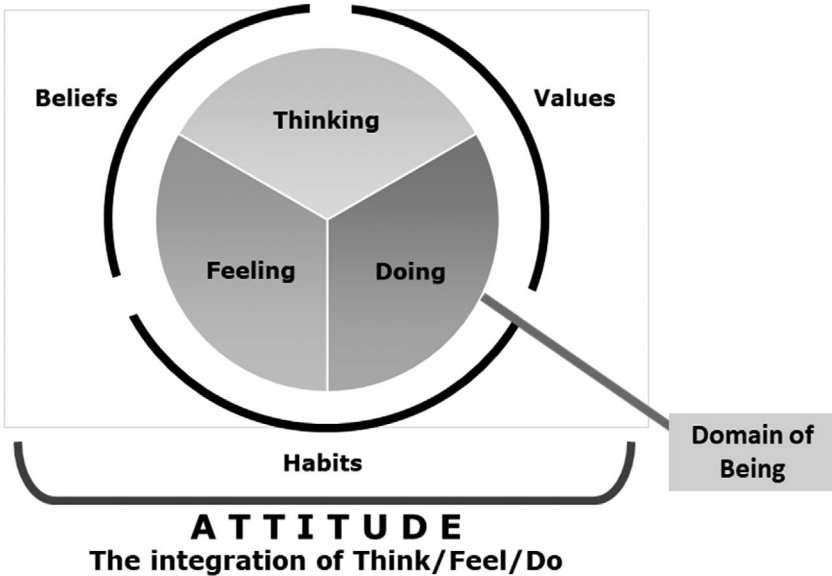 Beliefs
Values
Thinking
Feeling
Doing
Domain of
Being
Habits
ATTITUDE
The integration of Think/Feel/Do